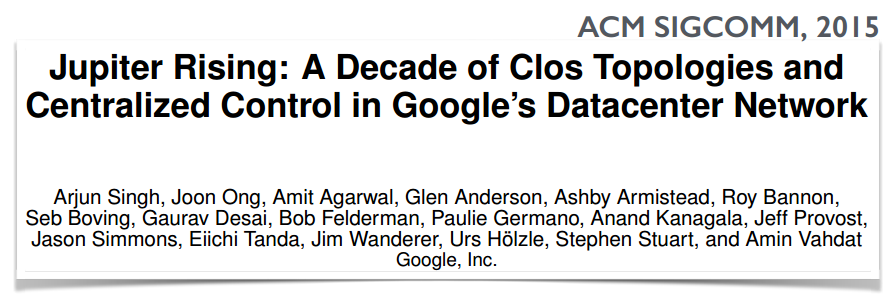 ACM SIGCOMM, 2015
Jupiter Rising: A Decade of Clos Topologies and
Centralized Control in Google's Datacenter Network
Arjun Singh, Joon Ong, Amit Agarwal, Glen Anderson, Ashby Armistead, Roy Bannon,
Seb Boving, Gaurav Desai, Bob Felderman, Paulie Germano, Anand Kanagala, Jeff Provost,
Jason Simmons, Eiichi Tanda, Jim Wanderer, Urs Hölzle, Stephen Stuart, and Amin Vahdat
Google, Inc.